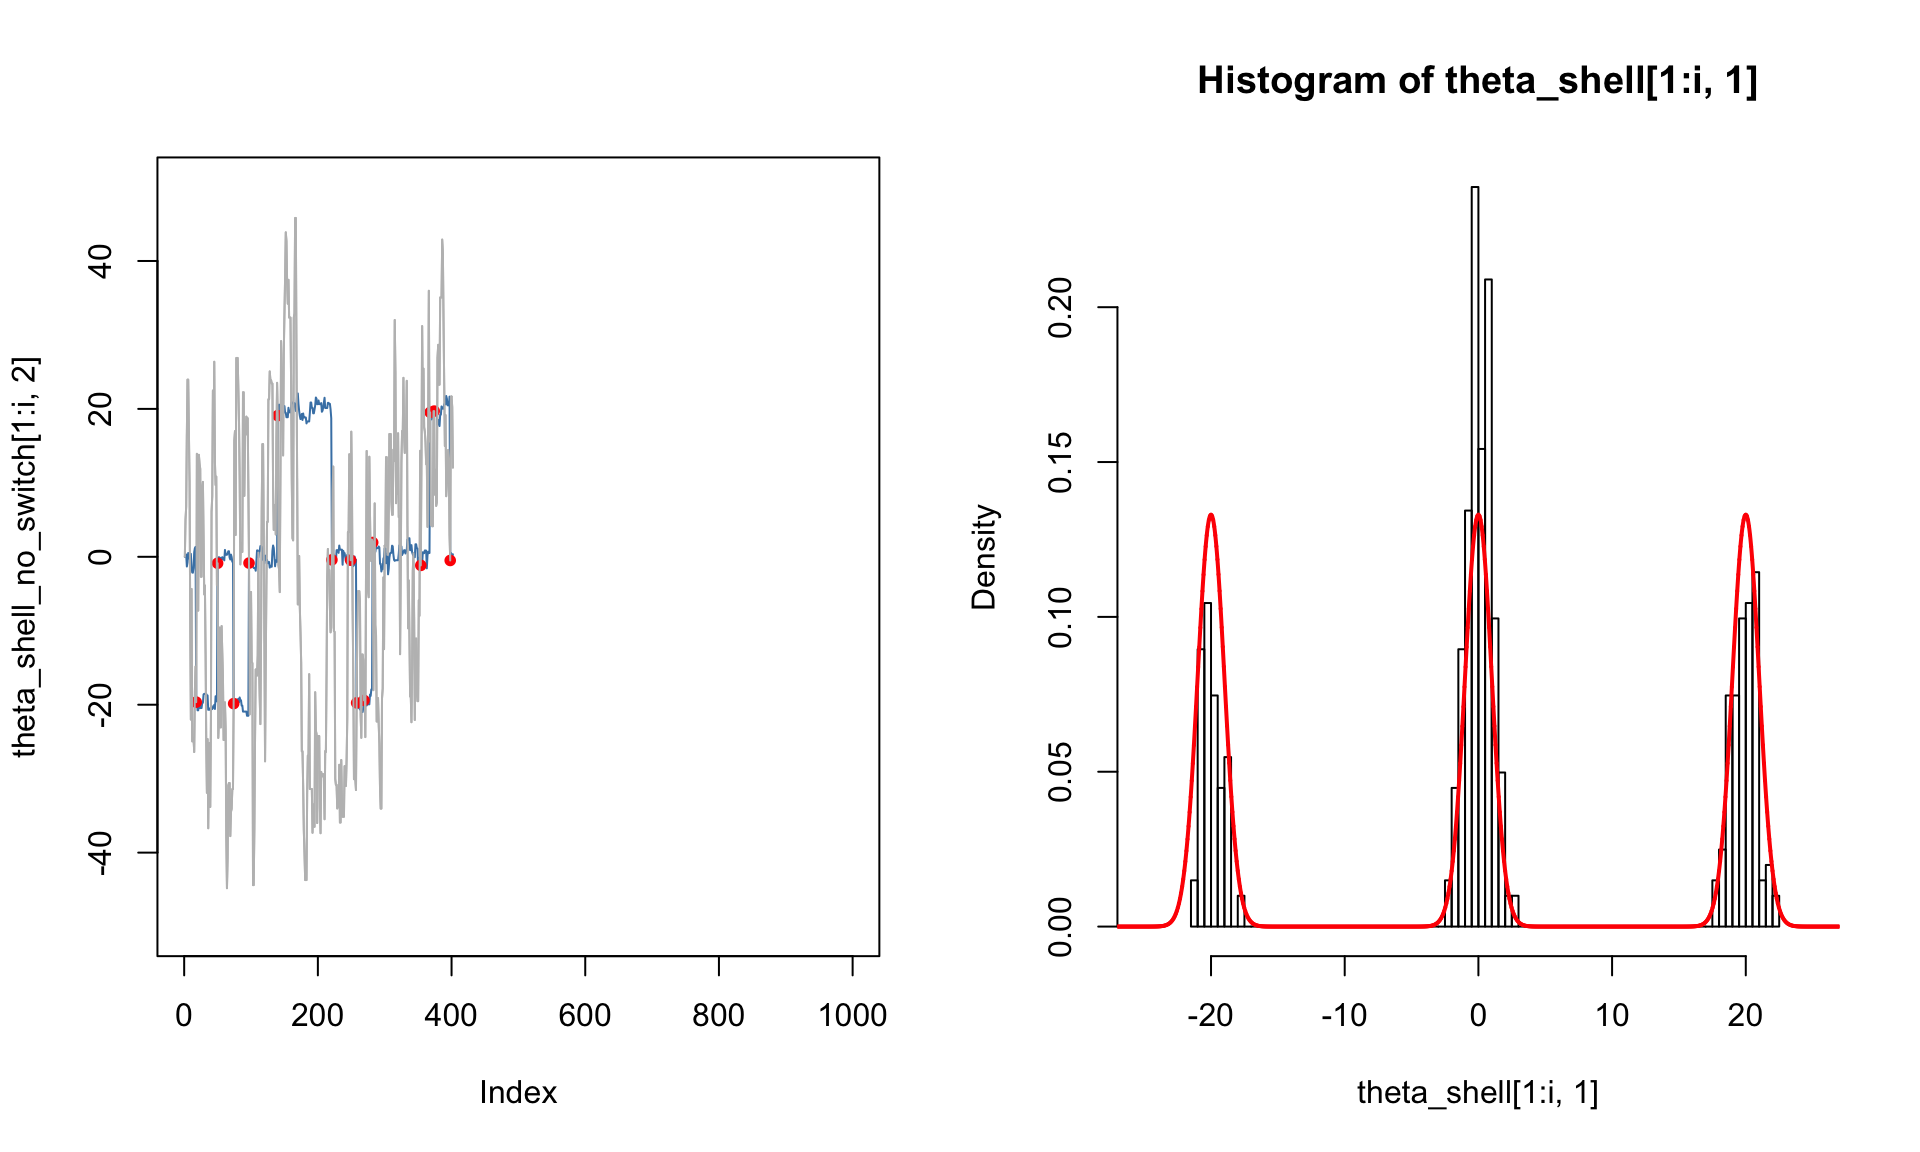 theta_shell_no_switch[1:i, 2]
40
20
0
-20
-40
0 200 400 600 800 1000
Index
Histogram of theta_shell[1:i, 1]
Density
0.20
0.15
0.10
0.05
0.00
-20 -10 0 10 20
theta_shell[1:i, 1]